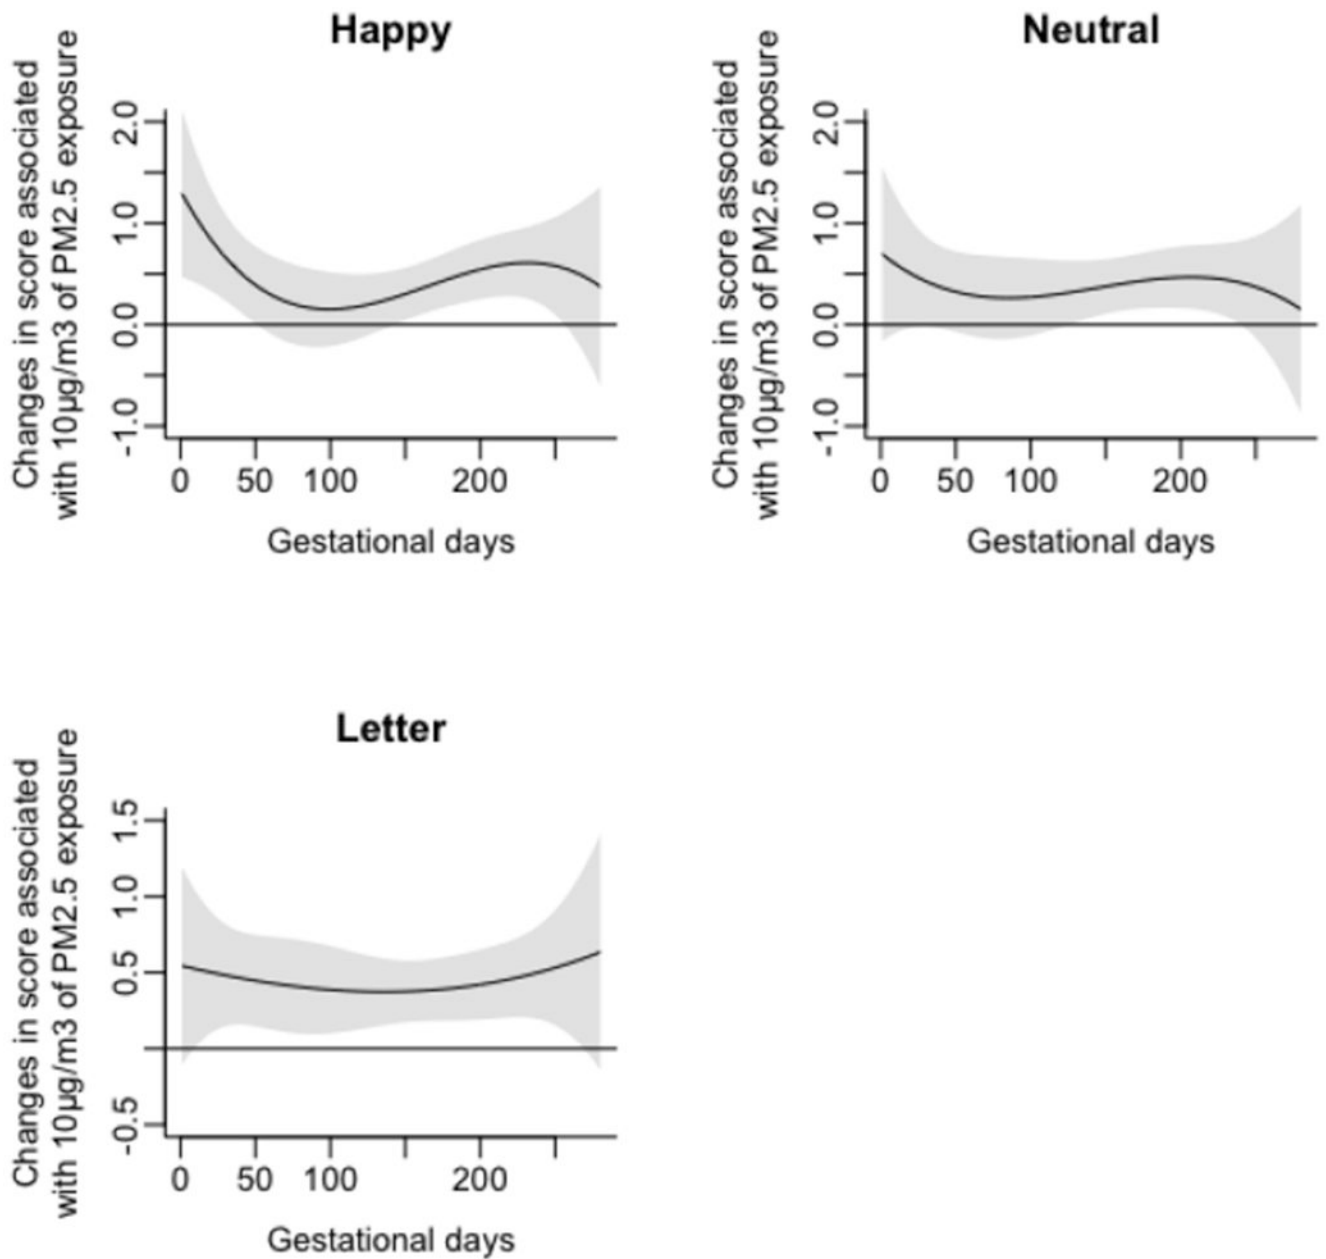 Happy
Changes in score associated
with 10µg/m3 of PM2.5 exposure
2.0
1.0
0.0
-1.0
0 50 100 200
Gestational days
Neutral
Changes in score associated
with 10µg/m3 of PM2.5 exposure
2.0
1.0
0.0
-1.0
0 50 100 200
Gestational days
Letter
Changes in score associated
with 10µg/m3 of PM2.5 exposure
1.5
1.0
0.5
-0.5
0 50 100 200
Gestational days